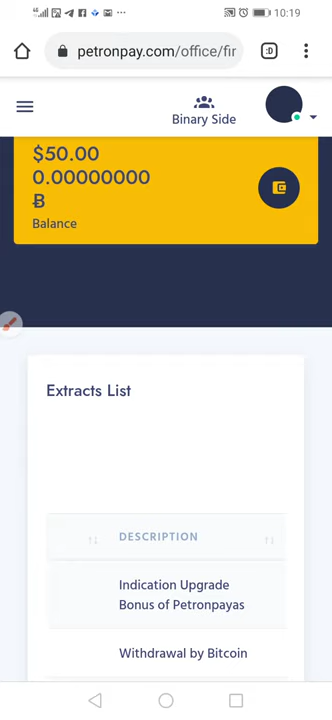 10:19
petronpay.com/office/fir
:D
Binary Side
$50.00
0.00000000
Ƀ
Balance
Extracts List
DESCRIPTION
Indication Upgrade
Bonus of Petronpayas
Withdrawal by Bitcoin